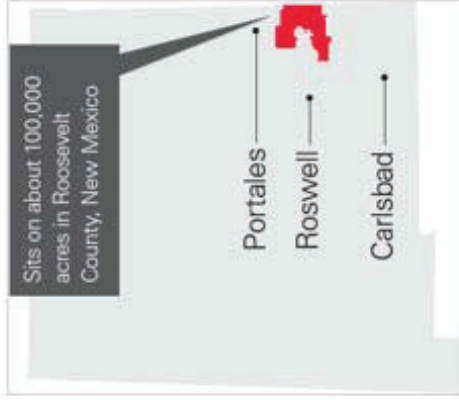 Sits on about 100,000
acres in Roosevelt
County, New Mexico
Portales
Roswell
Carlsbad